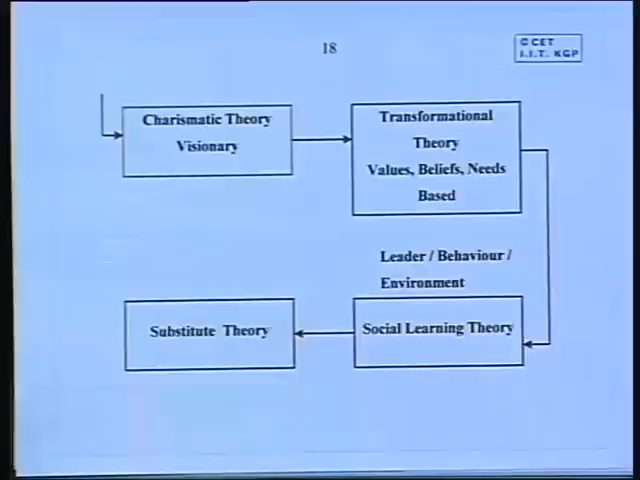 18
© CET
I.I.T. KGP
Charismatic Theory
Visionary
Transformational
Theory
Values, Beliefs, Needs
Based
Leader / Behaviour /
Environment
Social Learning Theory
Substitute Theory